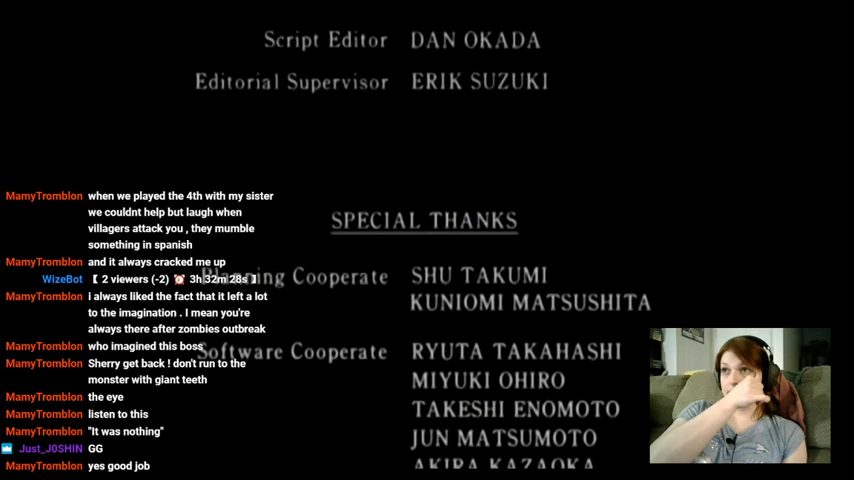 Script Editor DAN OKADA
Editorial Supervisor ERIK SUZUKI
SPECIAL THANKS
Planning Cooperate SHU TAKUMI
KUNIOMI MATSUSHITA
Software Cooperate RYUTA TAKAHASHI
MIYUKI OHIRO
TAKESHI ENOMOTO
JUN MATSUMOTO
AKIRA KAZAOKA
MamyTromblon when we played the 4th with my sister
we couldnt help but laugh when
villagers attack you , they mumble
something in spanish
MamyTromblon and it always cracked me up
WizeBot 【 2 viewers (-2) ⏰ 3h 32m 28s 】
MamyTromblon i always liked the fact that it left a lot
to the imagination . I mean you're
always there after zombies outbreak
MamyTromblon who imagined this boss
MamyTromblon Sherry get back ! don't run to the
monster with giant teeth
MamyTromblon the eye
MamyTromblon listen to this
MamyTromblon "It was nothing"
Just_J0SHIN GG
MamyTromblon yes good job